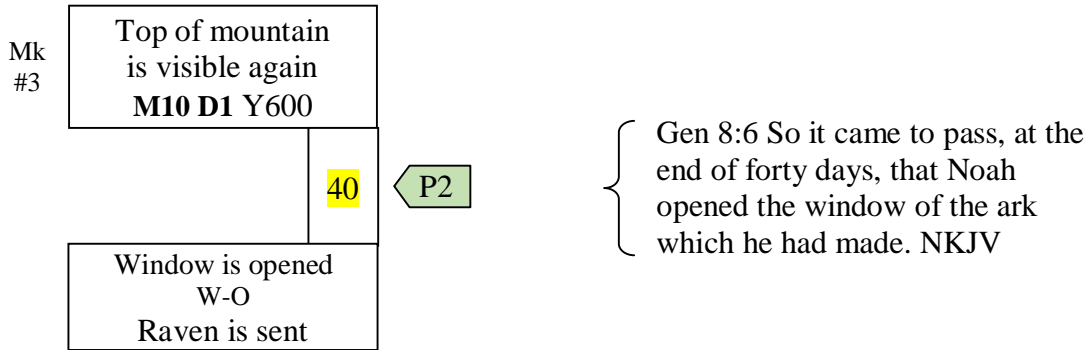 Mk
#3
Top of mountain
is visible again
M10 D1 Y600
40
P2
Gen 8:6 So it came to pass, at the
end of forty days, that Noah
opened the window of the ark
which he had made. NKJV
Window is opened
W-O
Raven is sent